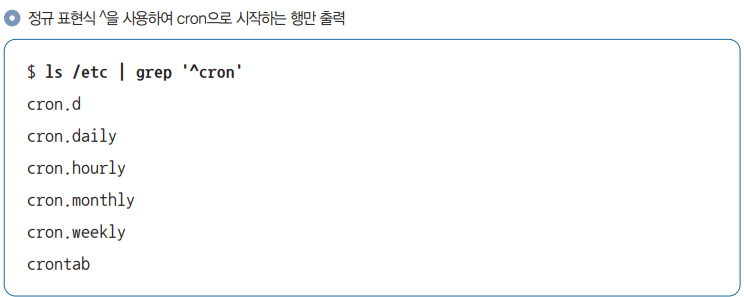 정규 표현식 ^을 사용하여 cron으로 시작하는 행만 출력
$ ls /etc | grep '^cron'
cron.d
cron.daily
cron.hourly
cron.monthly
cron.weekly
crontab